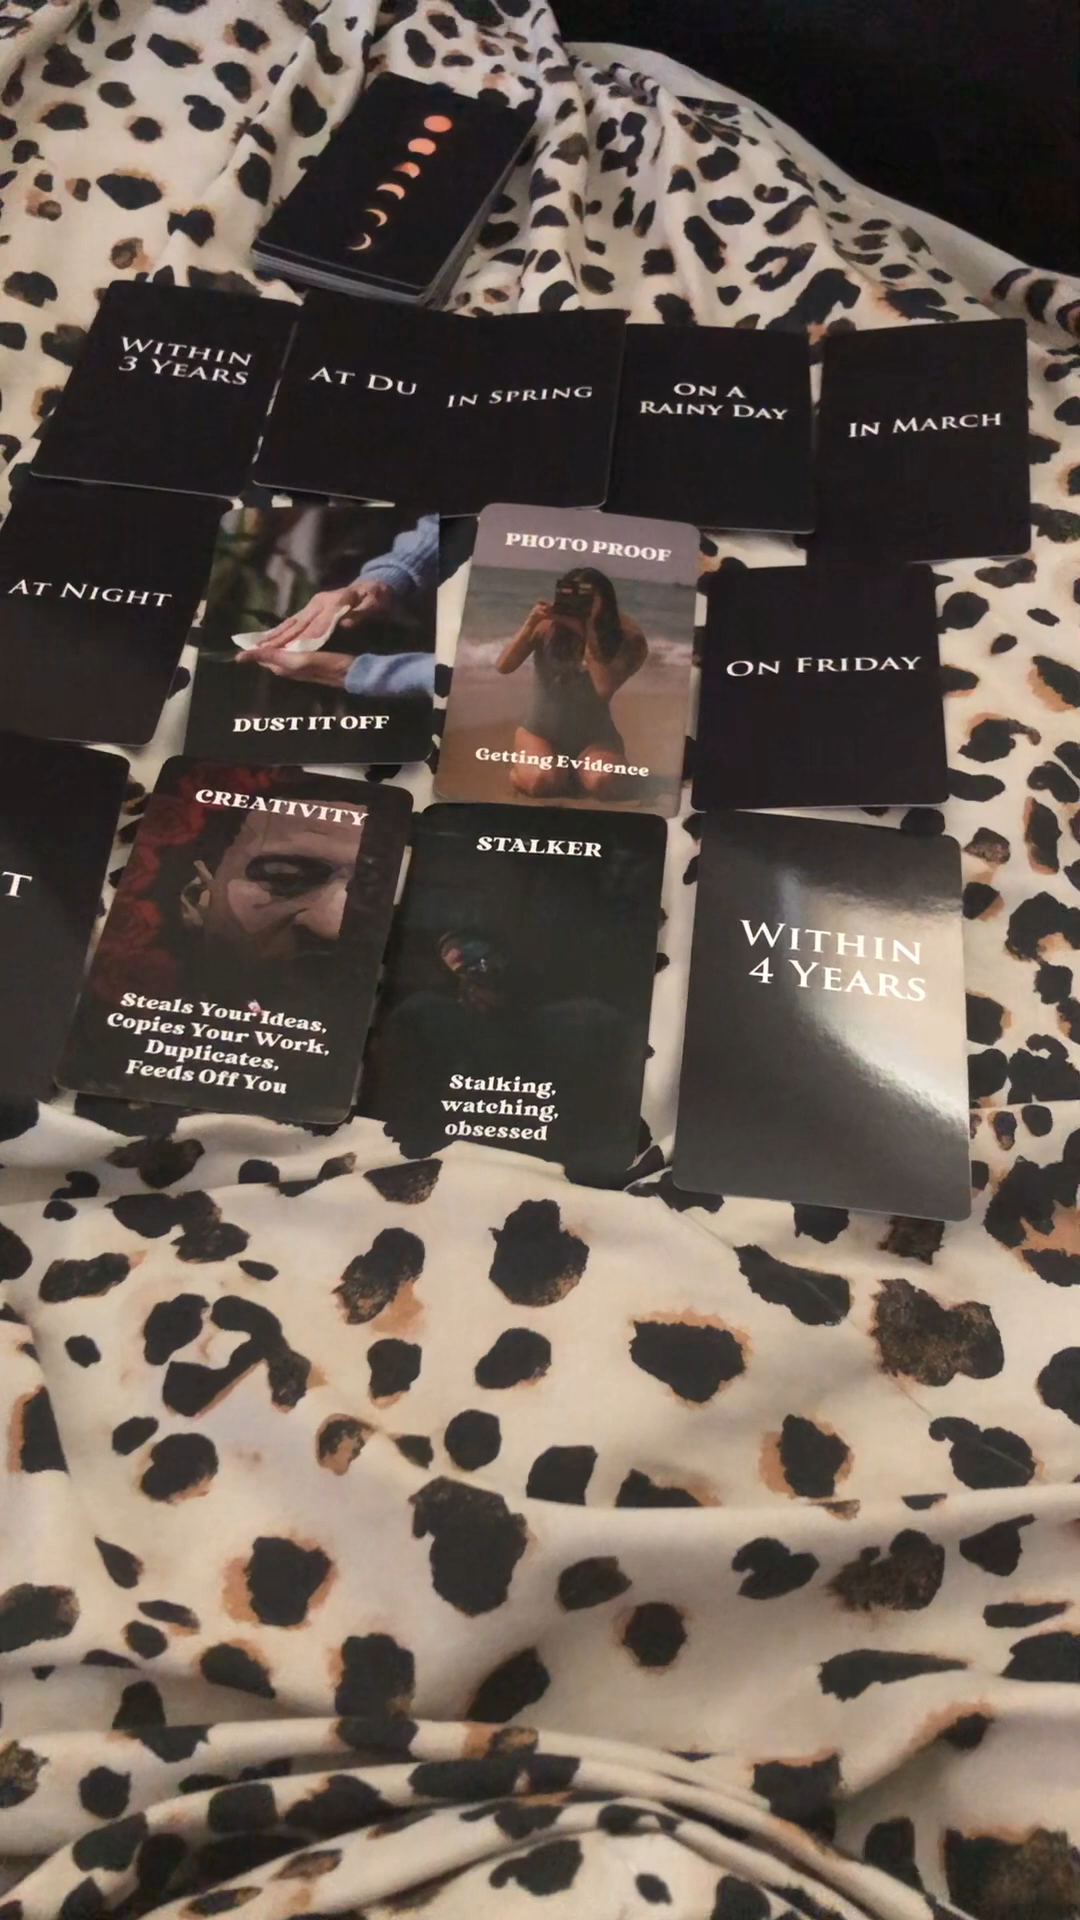 WITHIN
3 YEARS
AT DU
IN SPRING
ON A
RAINY DAY
IN MARCH
AT NIGHT
DUST IT OFF
PHOTO PROOF
Getting Evidence
ON FRIDAY
T
CREATIVITY
Steals Your Ideas,
Copies Your Work,
Duplicates,
Feeds Off You
STALKER
Stalking,
watching,
obsessed
WITHIN
4 YEARS